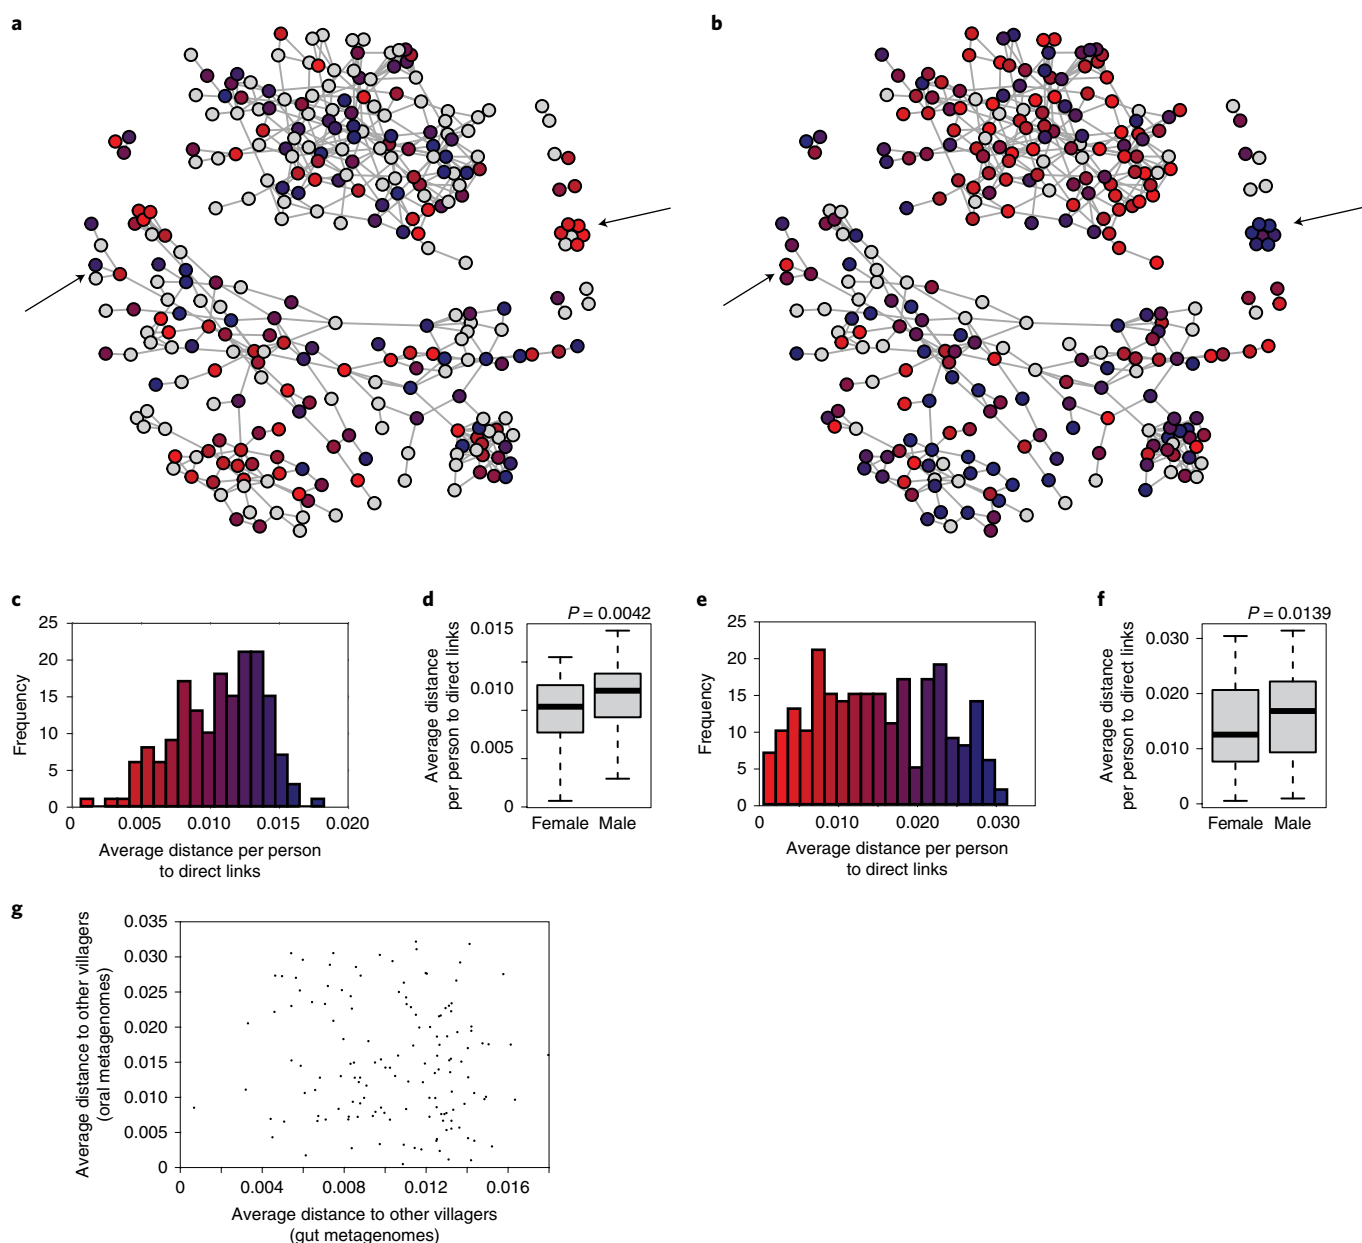 a
b
c
25
20
15
10
5
0
Frequency
0
0.005
0.010
0.015
0.020
Average distance per person
to direct links
d
P = 0.0042
0.015
0.010
0.005
0
Average distance
per person to direct links
Female
Male
e
25
20
15
10
5
0
Frequency
0
0.010
0.020
0.030
Average distance per person
to direct links
f
P = 0.0139
0.030
0.020
0.010
0
Average distance
per person to direct links
Female
Male
g
0.035
0.030
0.025
0.020
0.015
0.010
0.005
0
Average distance to other villagers
(oral metagenomes)
0
0.004
0.008
0.012
0.016
Average distance to other villagers
(gut metagenomes)